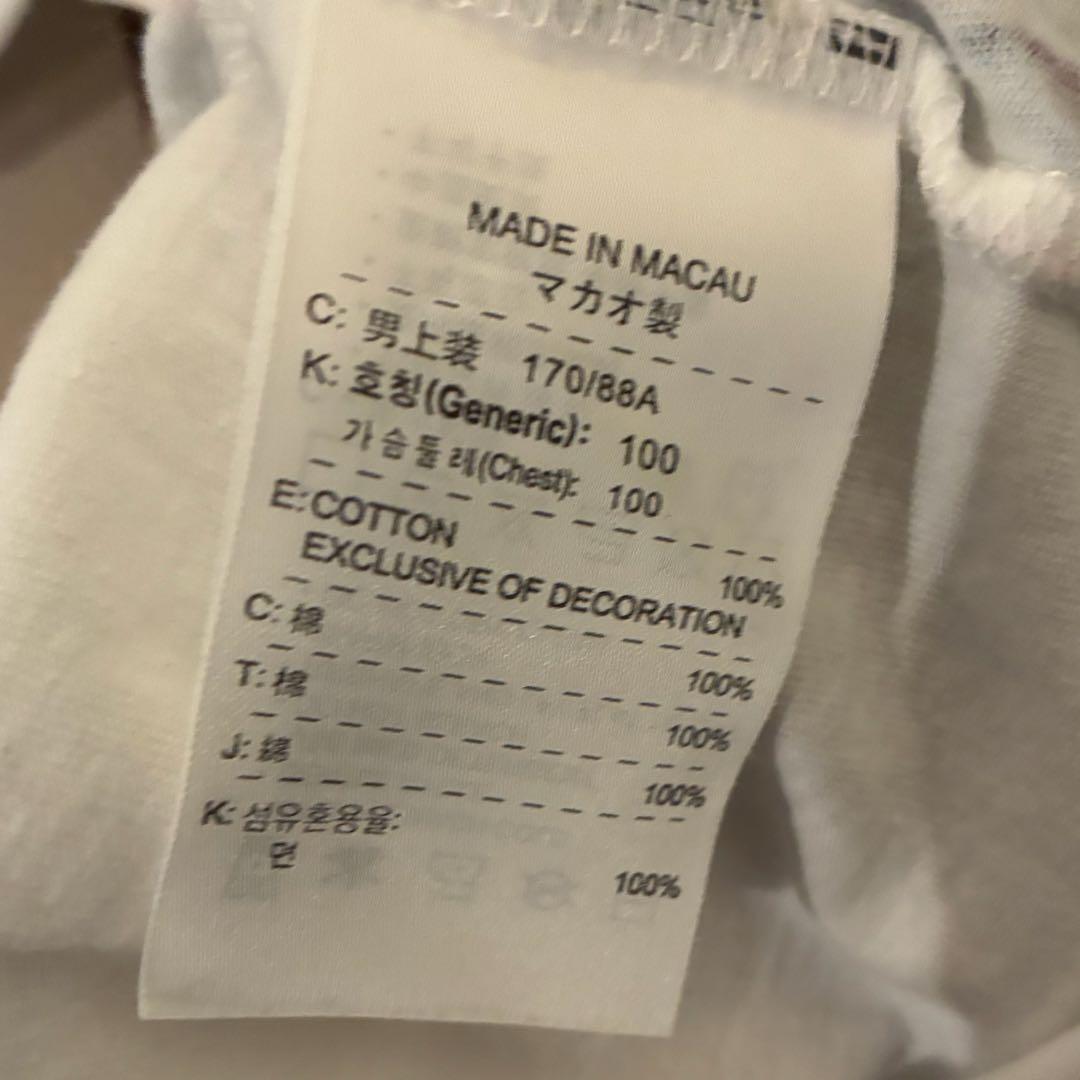 MADE IN MACAU
マカオ製
C: 男上装 170/88A
K: 호칭(Generic): 100
가슴둘레(Chest): 100
E:COTTON 100%
EXCLUSIVE OF DECORATION
C: 棉 100%
T: 棉 100%
J: 綿 100%
K: 섬유혼용율:
면 100%